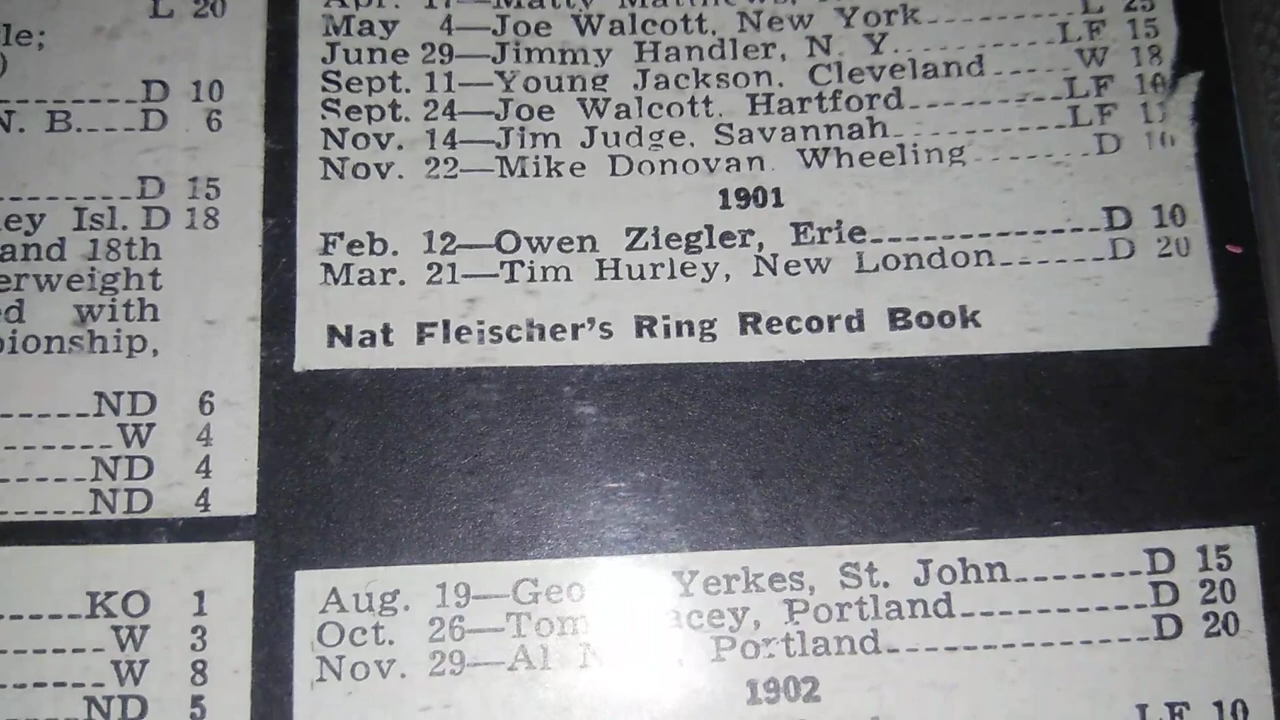 L 20
le;
)
D 10
N. B.----D 6
D 15
ey Isl. D 18
and 18th
erweight
ed with
pionship,
ND 6
W 4
ND 4
ND 4
KO 1
W 3
W 8
ND 5
May 4—Joe Walcott, New York---------- L 25
June 29—Jimmy Handler, N. Y.---------- LF 15
Sept. 11—Young Jackson. Cleveland----- W 18
Sept. 24—Joe Walcott. Hartford---------- LF
Nov. 14—Jim Judge. Savannah---------- LF
Nov. 22—Mike Donovan. Wheeling------- D
1901
Feb. 12—Owen Ziegler, Erie------------- D 10
Mar. 21—Tim Hurley, New London------ D 20
Nat Fleischer's Ring Record Book
Aug. 19—Geo Yerkes, St. John------- D 15
Oct. 26—Tom acey, Portland---------- D 20
Nov. 29—Al Portland-------------- D 20
1902
LF 10